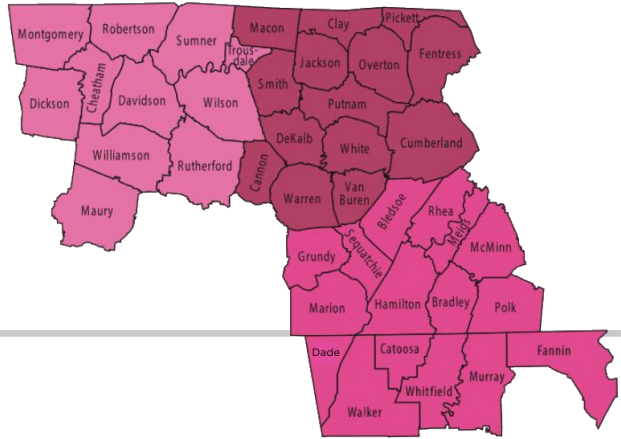 Montgomery
Robertson
Sumner
Macon
Clay
Pickett
Trous-
dale
Fentress
Jackson
Overton
Dickson
Cheatham
Davidson
Wilson
Smith
Putnam
Williamson
Rutherford
DeKalb
White
Cumberland
Cannon
Maury
Warren
Van
Buren
Bledsoe
Rhea
Meigs
McMinn
Grundy
Sequatchie
Marion
Hamilton
Bradley
Polk
Dade
Catoosa
Fannin
Walker
Whitfield
Murray